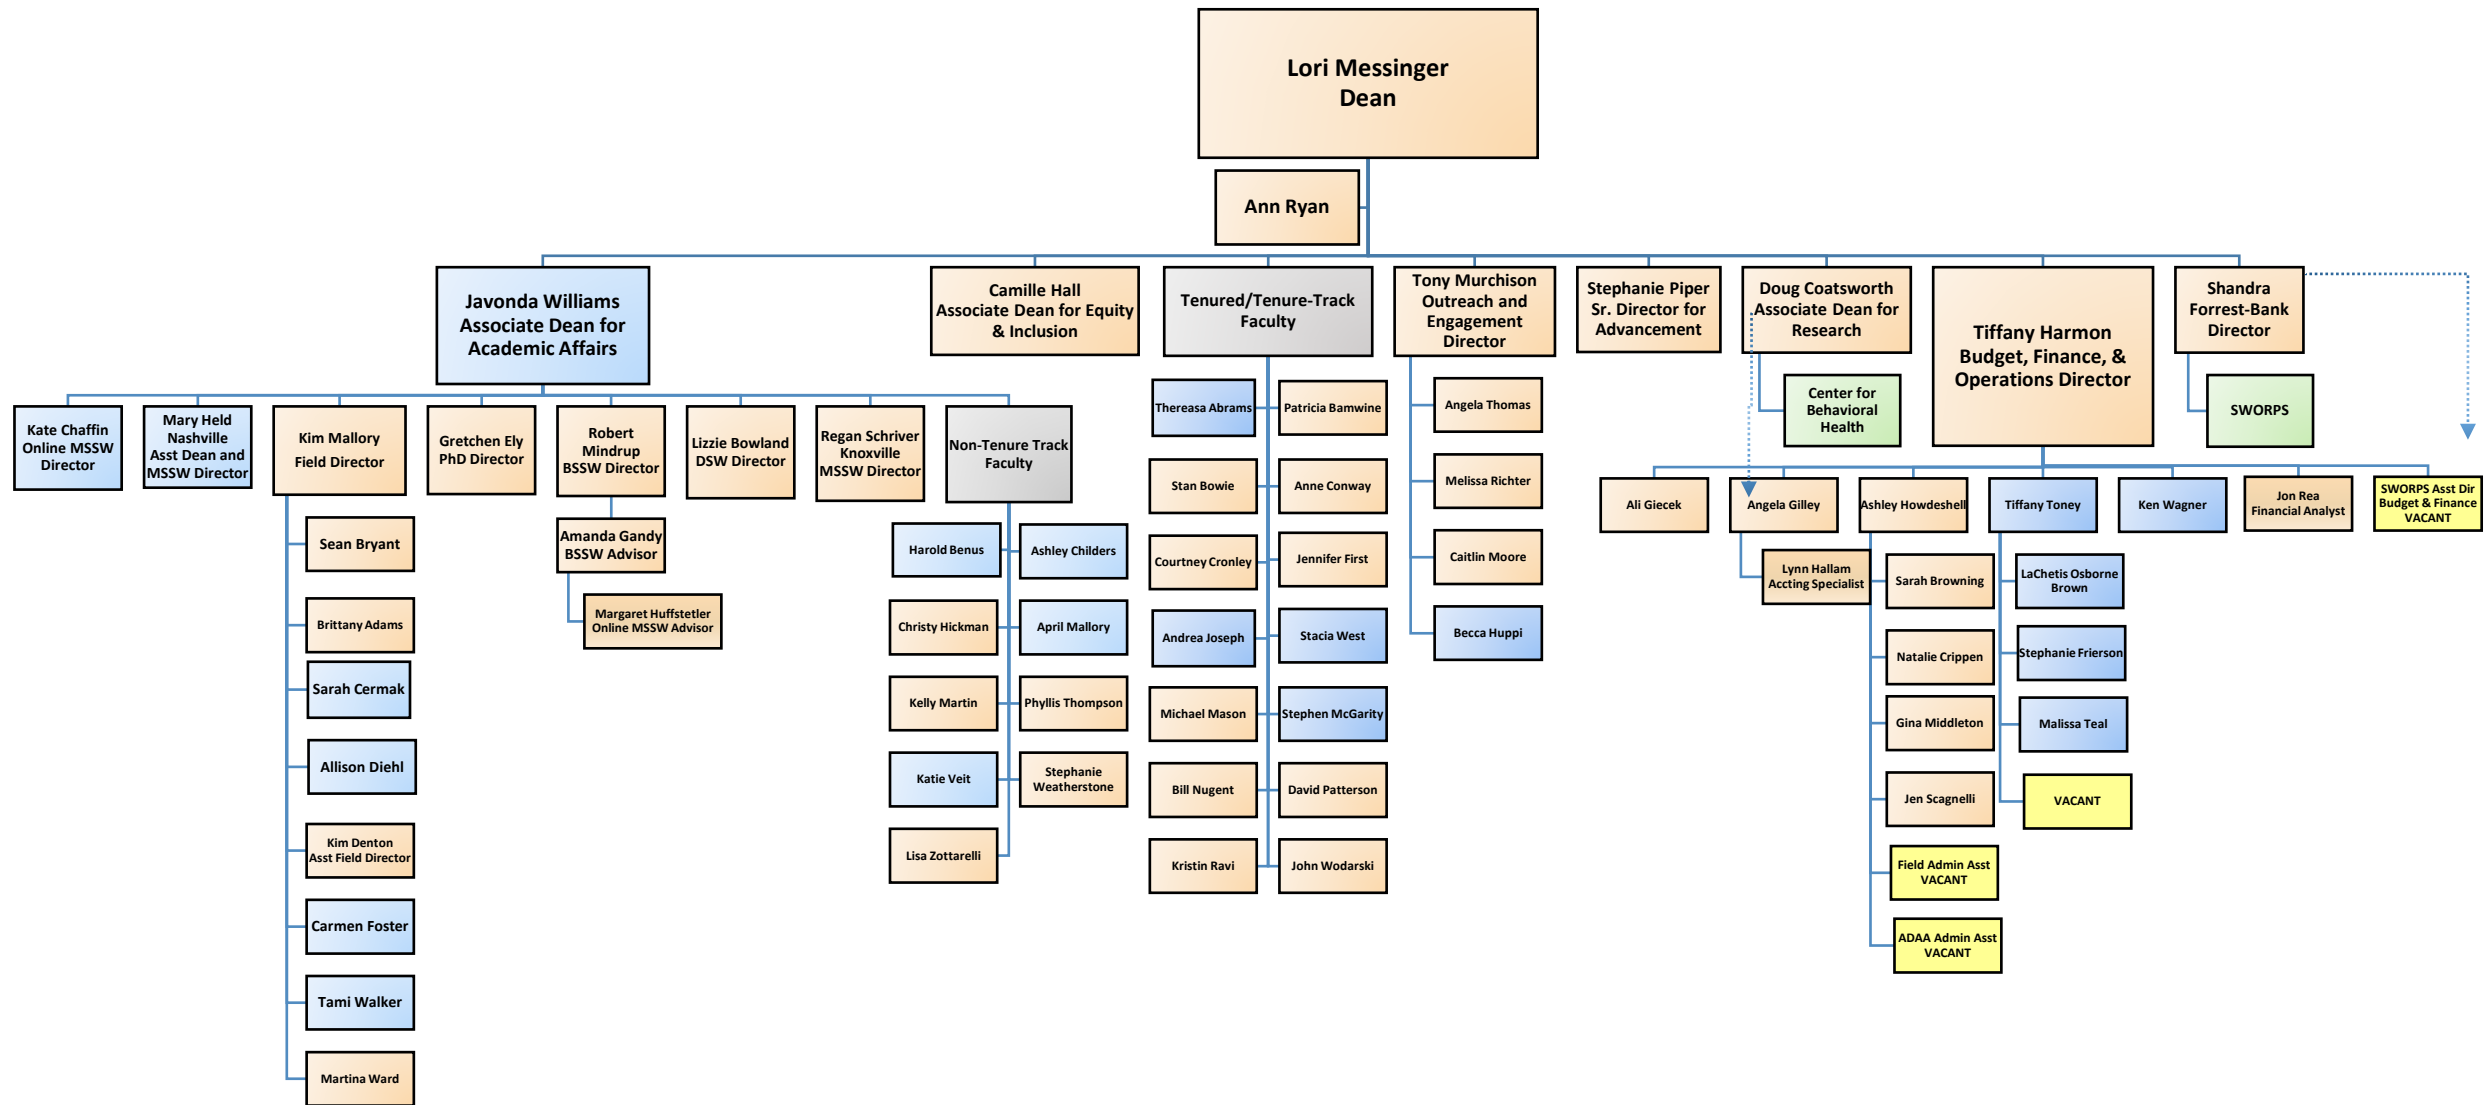 Lori Messinger
Dean
Ann Ryan
Javonda Williams
Associate Dean for
Academic Affairs
Camille Hall
Associate Dean for Equity
& Inclusion
Tenured/Tenure-Track
Faculty
Tony Murchison
Outreach and
Engagement
Director
Stephanie Piper
Sr. Director for
Advancement
Doug Coatsworth
Associate Dean for
Research
Tiffany Harmon
Budget, Finance, &
Operations Director
Shandra
Forrest-Bank
Director
Center for
Behavioral
Health
SWORPS
Kate Chaffin
Online MSSW
Director
Mary Held
Nashville
Asst Dean and
MSSW Director
Kim Mallory
Field Director
Gretchen Ely
PhD Director
Robert
Mindrup
BSSW Director
Lizzie Bowland
DSW Director
Regan Schriver
Knoxville
MSSW Director
Non-Tenure Track
Faculty
Sean Bryant
Brittany Adams
Sarah Cermak
Allison Diehl
Kim Denton
Asst Field Director
Carmen Foster
Tami Walker
Martina Ward
Amanda Gandy
BSSW Advisor
Margaret Huffstetler
Online MSSW Advisor
Harold Benus
Ashley Childers
Christy Hickman
April Mallory
Kelly Martin
Phyllis Thompson
Katie Veit
Stephanie
Weatherstone
Lisa Zottarelli
Thereasa Abrams
Patricia Bamwine
Stan Bowie
Anne Conway
Courtney Cronley
Jennifer First
Andrea Joseph
Stacia West
Michael Mason
Stephen McGarity
Bill Nugent
David Patterson
Kristin Ravi
John Wodarski
Angela Thomas
Melissa Richter
Caitlin Moore
Becca Huppi
Ali Giecek
Angela Gilley
Ashley Howdeshell
Tiffany Toney
Ken Wagner
Jon Rea
Financial Analyst
SWORPS Asst Dir
Budget & Finance
VACANT
Lynn Hallam
Accting Specialist
Sarah Browning
Natalie Crippen
Gina Middleton
Jen Scagnelli
Field Admin Asst
VACANT
ADAA Admin Asst
VACANT
LaChetis Osborne
Brown
Stephanie Frierson
Malissa Teal
VACANT